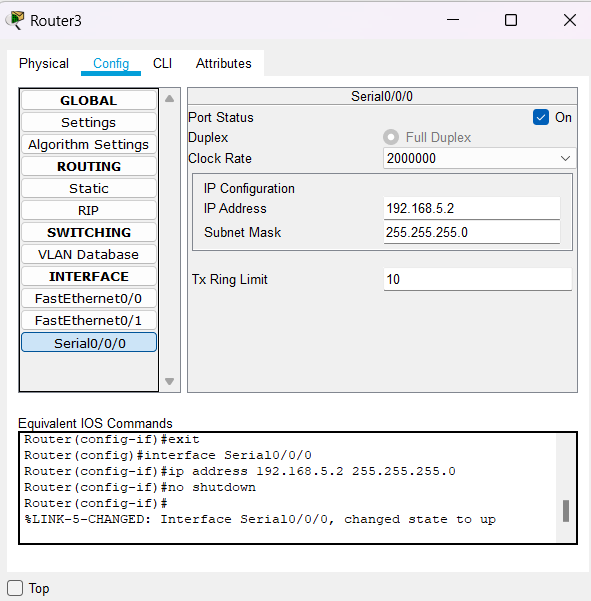 Router3
Physical Config CLI Attributes
GLOBAL
Settings
Algorithm Settings
ROUTING
Static
RIP
SWITCHING
VLAN Database
INTERFACE
FastEthernet0/0
FastEthernet0/1
Serial0/0/0
Serial0/0/0
Port Status On
Duplex Full Duplex
Clock Rate 2000000
IP Configuration
IP Address 192.168.5.2
Subnet Mask 255.255.255.0
Tx Ring Limit 10
Equivalent IOS Commands
Router(config-if)#exit
Router(config)#interface Serial0/0/0
Router(config-if)#ip address 192.168.5.2 255.255.255.0
Router(config-if)#no shutdown
Router(config-if)#
%LINK-5-CHANGED: Interface Serial0/0/0, changed state to up
Top